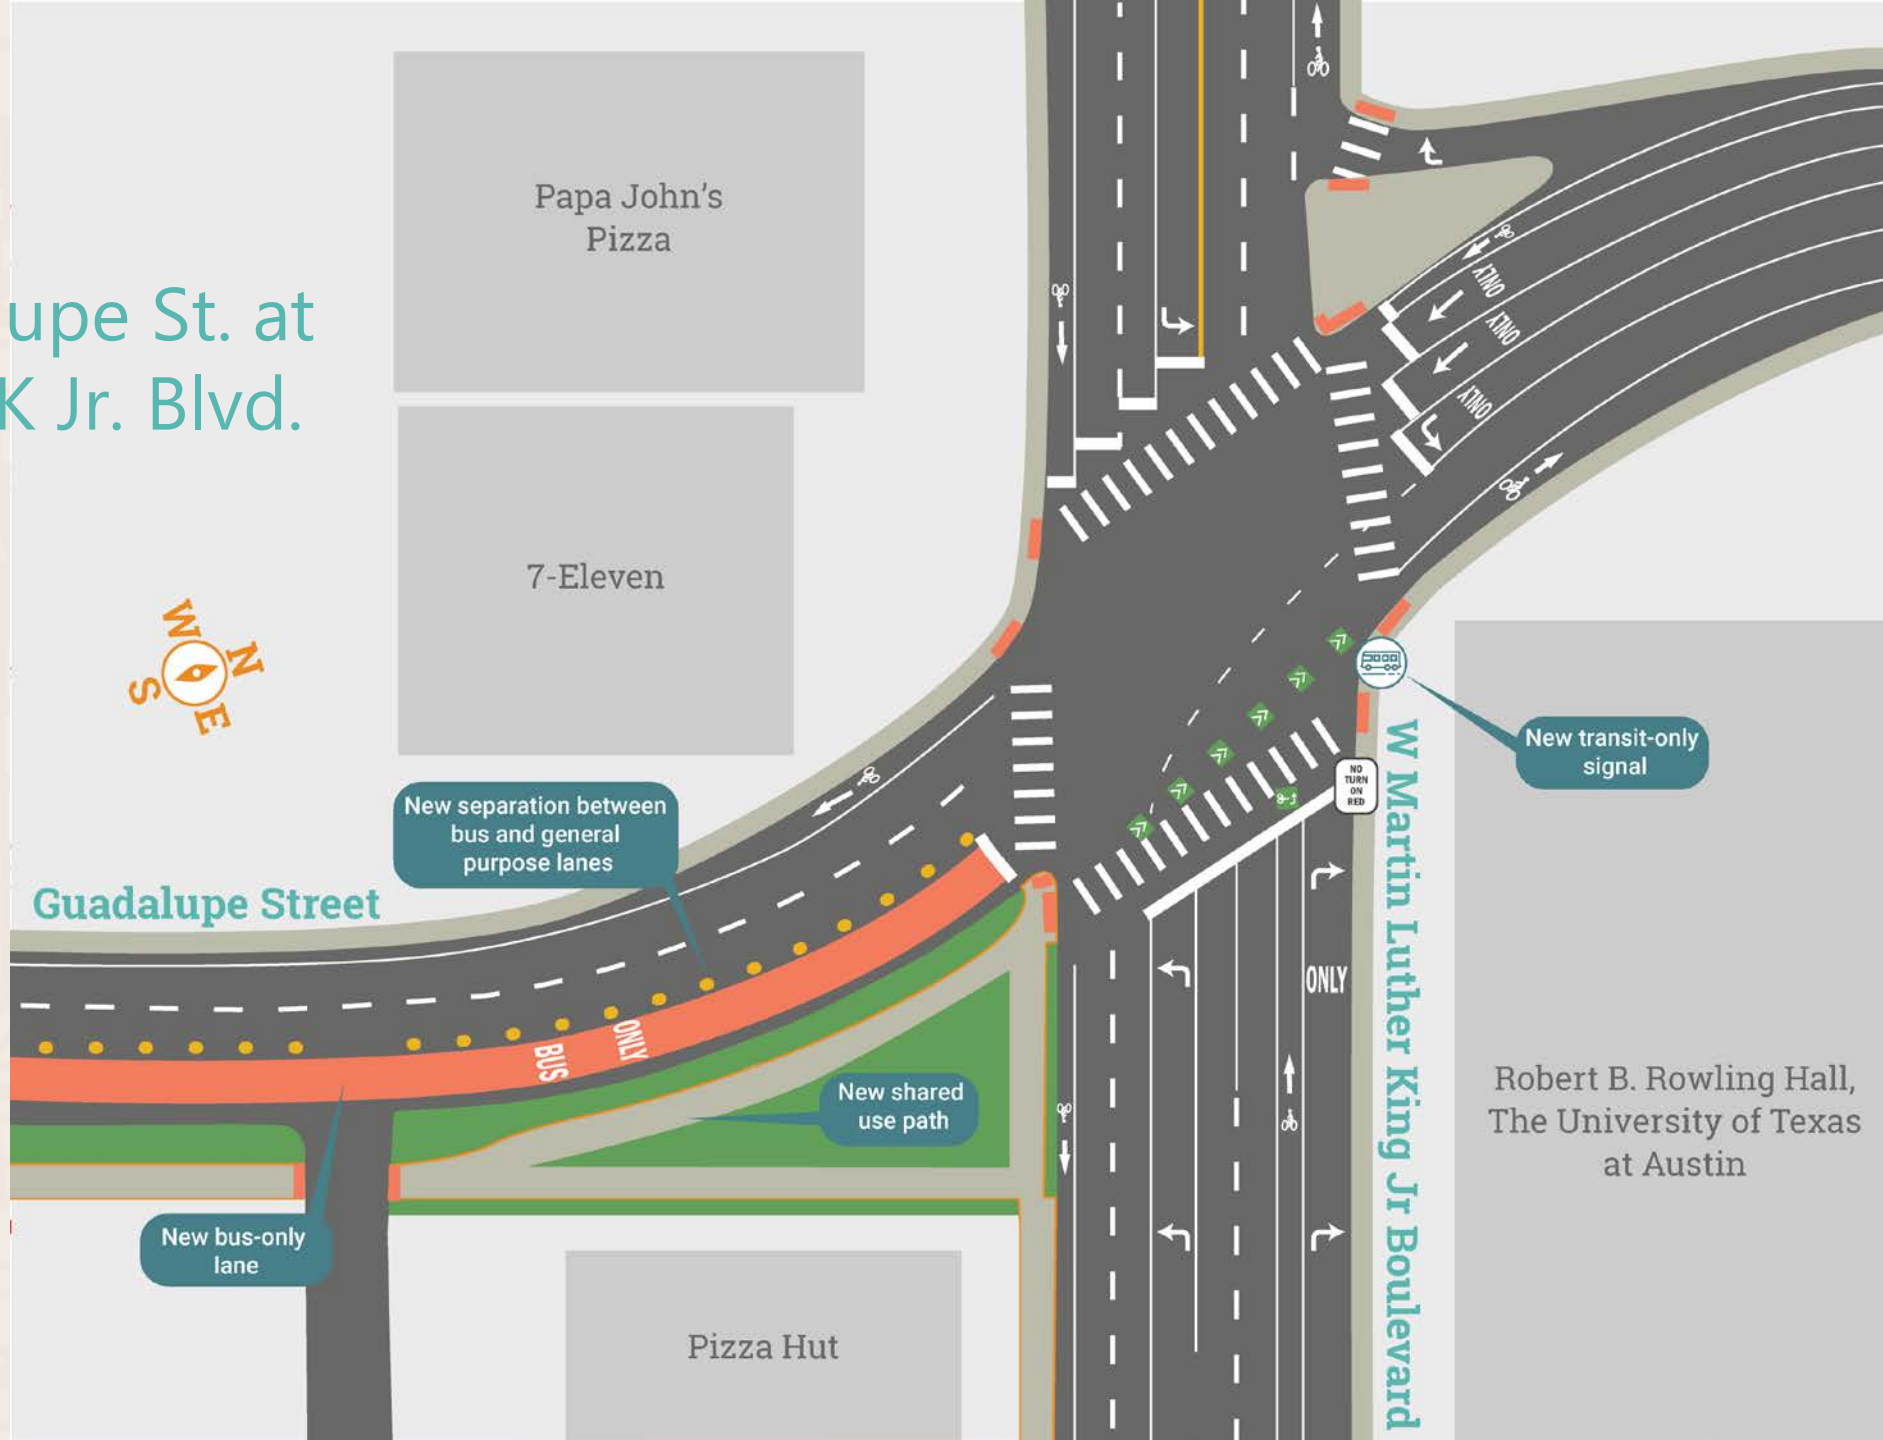 upe St. at
K Jr. Blvd.
Papa John's
Pizza
7-Eleven
W
N
S
E
ONLY
ONLY
ONLY
New transit-only
signal
NO
TURN
ON
RED
New separation between
bus and general
purpose lanes
Guadalupe Street
W Martin Luther King Jr Boulevard
ONLY
BUS
ONLY
New shared
use path
Robert B. Rowling Hall,
The University of Texas
at Austin
New bus-only
lane
Pizza Hut